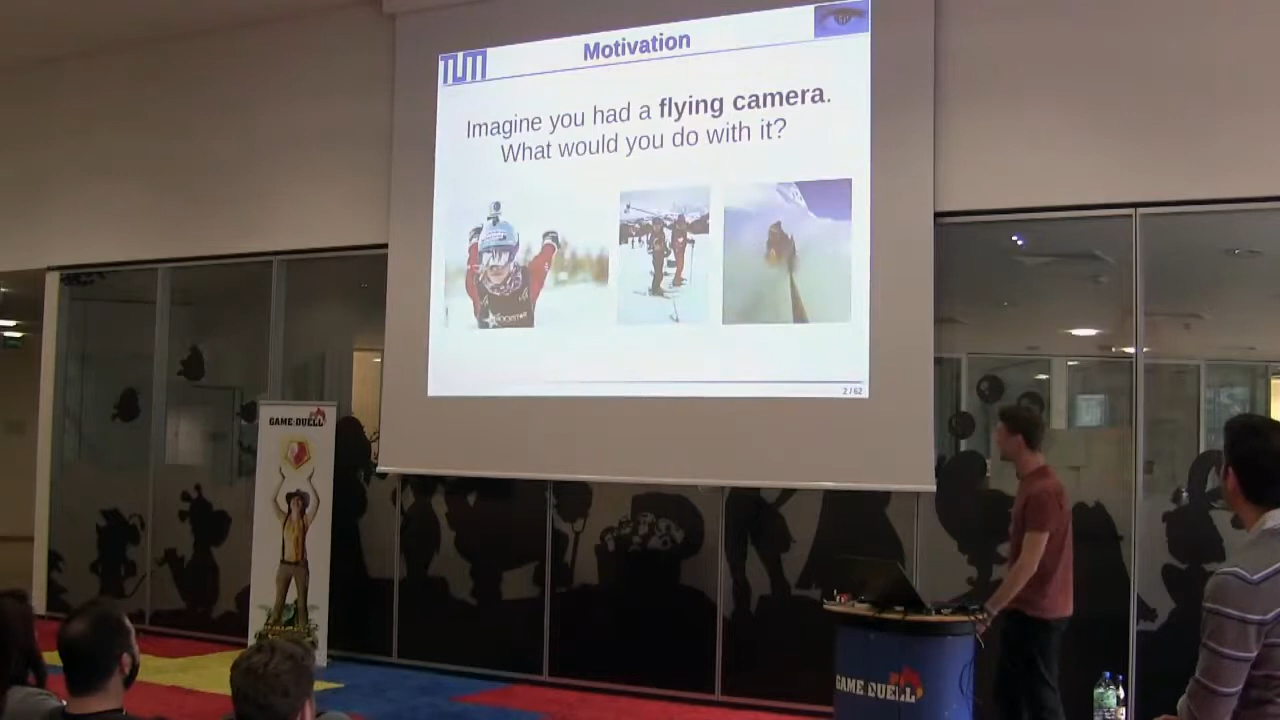 TUM
Motivation
Imagine you had a flying camera.
What would you do with it?
2 / 62
GAME DUELL
GAME DUELL